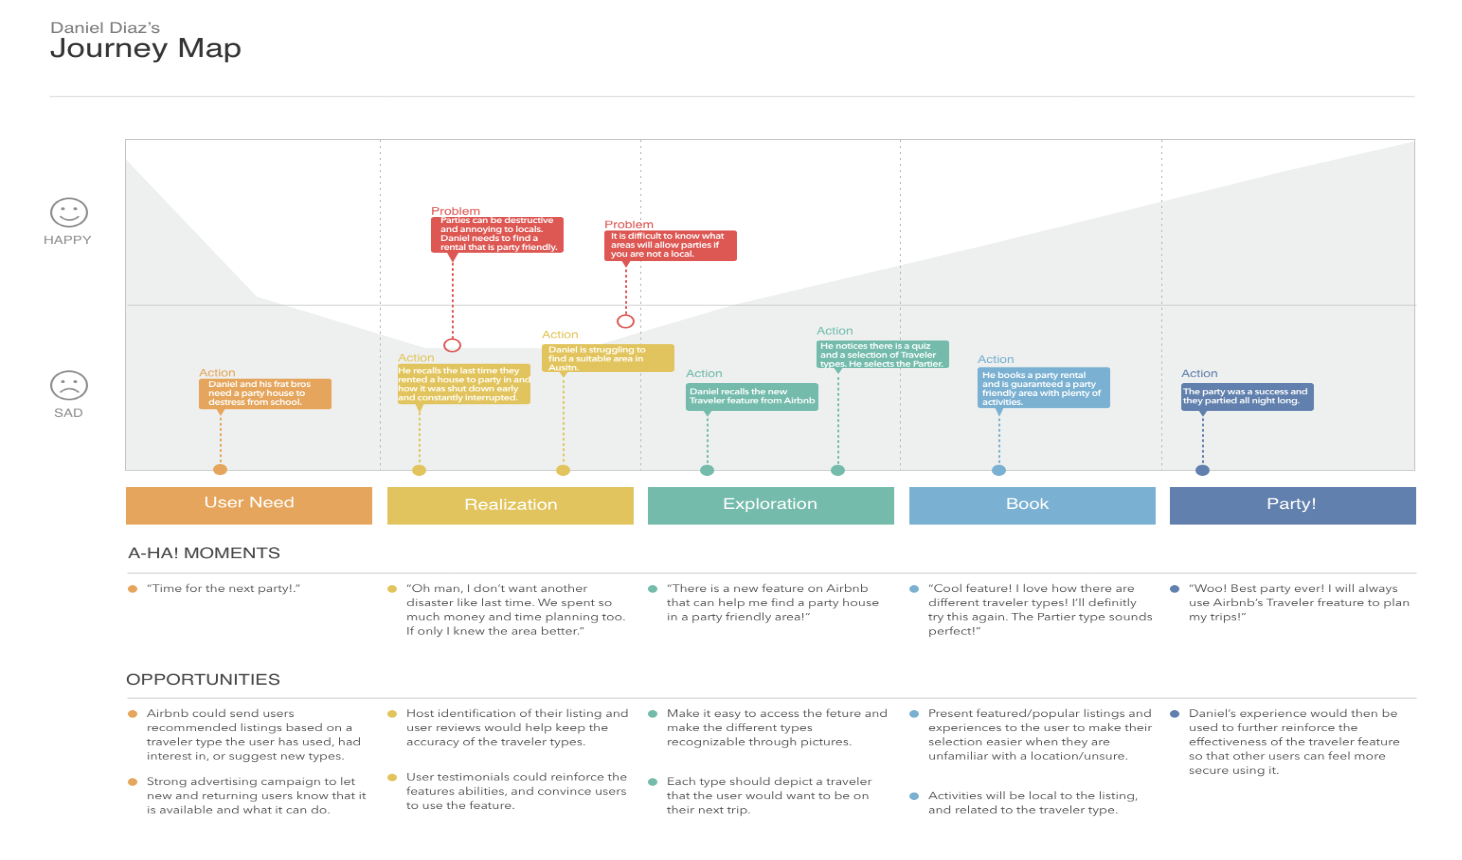 Daniel Diaz's
Journey Map
HAPPY
SAD
Problem
Parties can be destructive
and annoying to locals.
Daniel needs to find a
rental that is party friendly.
Problem
It is difficult to know what
areas will allow parties if
you are not a local.
Action
Daniel and his frat bros
need a party house to
destress from school.
Action
He recalls the last time they
rented a house to party in and
how it was shut down early
and constantly interrupted.
Action
Daniel is struggling to
find a suitable area in
Ausitn.
Action
Daniel recalls the new
Traveler feature from Airbnb
Action
He notices there is a quiz
and a selection of Traveler
types. He selects the Partier.
Action
He books a party rental
and is guaranteed a party
friendly area with plenty of
activities.
Action
The party was a success and
they partied all night long.
User Need
Realization
Exploration
Book
Party!
A-HA! MOMENTS
“Time for the next party!.”
“Oh man, I don’t want another
disaster like last time. We spent so
much money and time planning too.
If only I knew the area better.”
“There is a new feature on Airbnb
that can help me find a party house
in a party friendly area!”
“Cool feature! I love how there are
different traveler types! I’ll definitly
try this again. The Partier type sounds
perfect!”
“Woo! Best party ever! I will always
use Airbnb’s Traveler freature to plan
my trips!”
OPPORTUNITIES
Airbnb could send users
recommended listings based on a
traveler type the user has used, had
interest in, or suggest new types.
Strong advertising campaign to let
new and returning users know that it
is available and what it can do.
Host identification of their listing and
user reviews would help keep the
accuracy of the traveler types.
User testimonials could reinforce the
features abilities, and convince users
to use the feature.
Make it easy to access the feture and
make the different types
recognizable through pictures.
Each type should depict a traveler
that the user would want to be on
their next trip.
Present featured/popular listings and
experiences to the user to make their
selection easier when they are
unfamiliar with a location/unsure.
Activities will be local to the listing,
and related to the traveler type.
Daniel’s experience would then be
used to further reinforce the
effectiveness of the traveler feature
so that other users can feel more
secure using it.